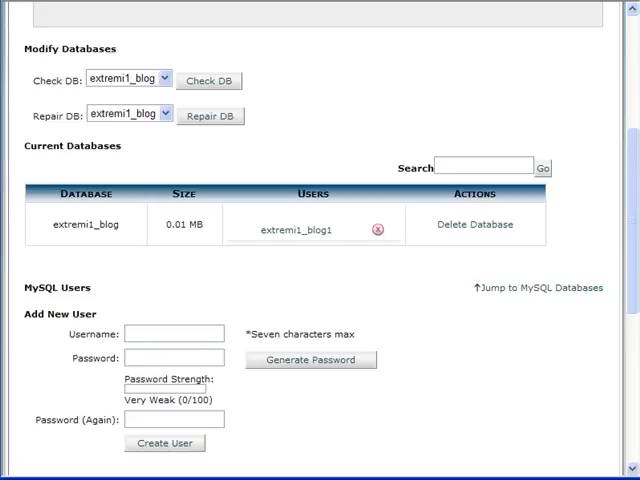 Modify Databases
Check DB: extremi1_blog Check DB
Repair DB: extremi1_blog Repair DB
Current Databases
Search Go
DATABASE SIZE USERS ACTIONS
extremi1_blog 0.01 MB extremi1_blog1 Delete Database
MySQL Users ↑Jump to MySQL Databases
Add New User
Username: *Seven characters max
Password: Generate Password
Password Strength:
Very Weak (0/100)
Password (Again):
Create User